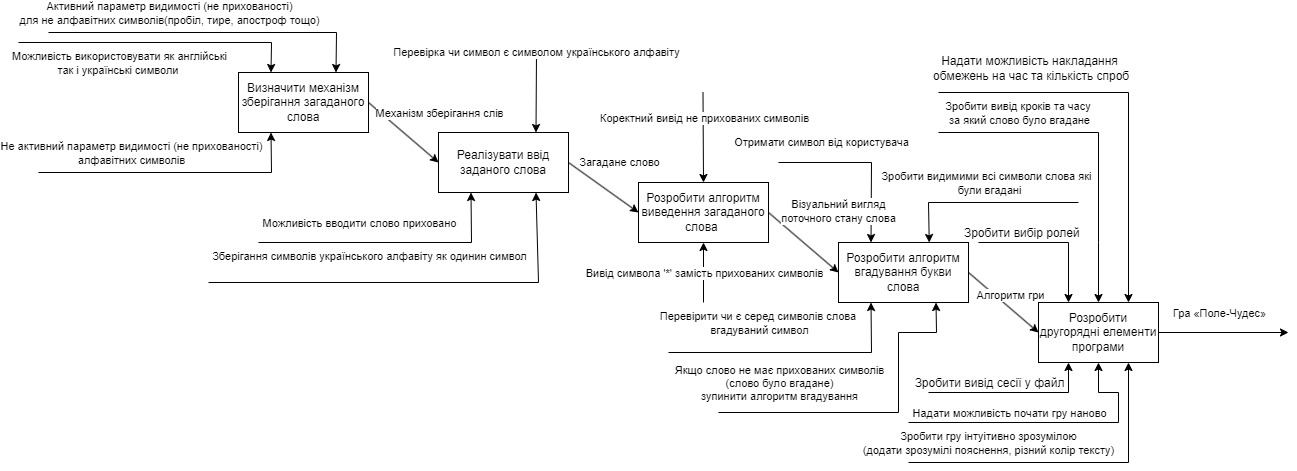 Активний параметр видимості (не прихованості)
для не алфавітних символів(пробіл, тире, апостроф тощо)
Можливість використовувати як англійські
так і українські символи
Визначити механізм
зберігання загаданого
слова
Не активний параметр видимості (не прихованості)
алфавітних символів
Механізм зберігання слів
Перевірка чи символ є символом українського алфавіту
Реалізувати ввід
заданого слова
Можливість вводити слово приховано
Зберігання символів українського алфавіту як одинин символ
Загадане слово
Коректний вивід не прихованих символів
Розробити алгоритм
виведення загаданого
слова
Вивід символа '*' замість прихованих символів
Візуальний вигляд
поточного стану слова
Отримати символ від користувача
Зробити видимими всі символи слова які
були вгадані
Розробити алгоритм
вгадування букви
слова
Перевірити чи є серед символів слова
вгадуваний символ
Якщо слово не має прихованих символів
(слово було вгадане)
зупинити алгоритм вгадування
Алгоритм гри
Надати можливість накладання
обмежень на час та кількість спроб
Зробити вивід кроків та часу
за який слово було вгадане
Зробити вибір ролей
Розробити
другорядні елементи
програми
Гра «Поле-Чудес»
Зробити вивід сесії у файл
Надати можливість почати гру наново
Зробити гру інтуітивно зрозумілою
(додати зрозумілі пояснення, різний колір тексту)